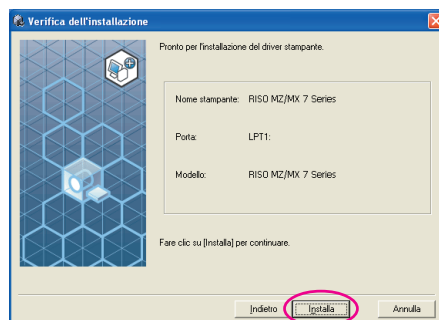 Verifica dell'installazione
Pronto per l'installazione del driver stampante.
Nome stampante: RISO MZ/MX 7 Series
Porta: LPT1:
Modello: RISO MZ/MX 7 Series
Fare clic su [Installa] per continuare.
Indietro Installa Annulla